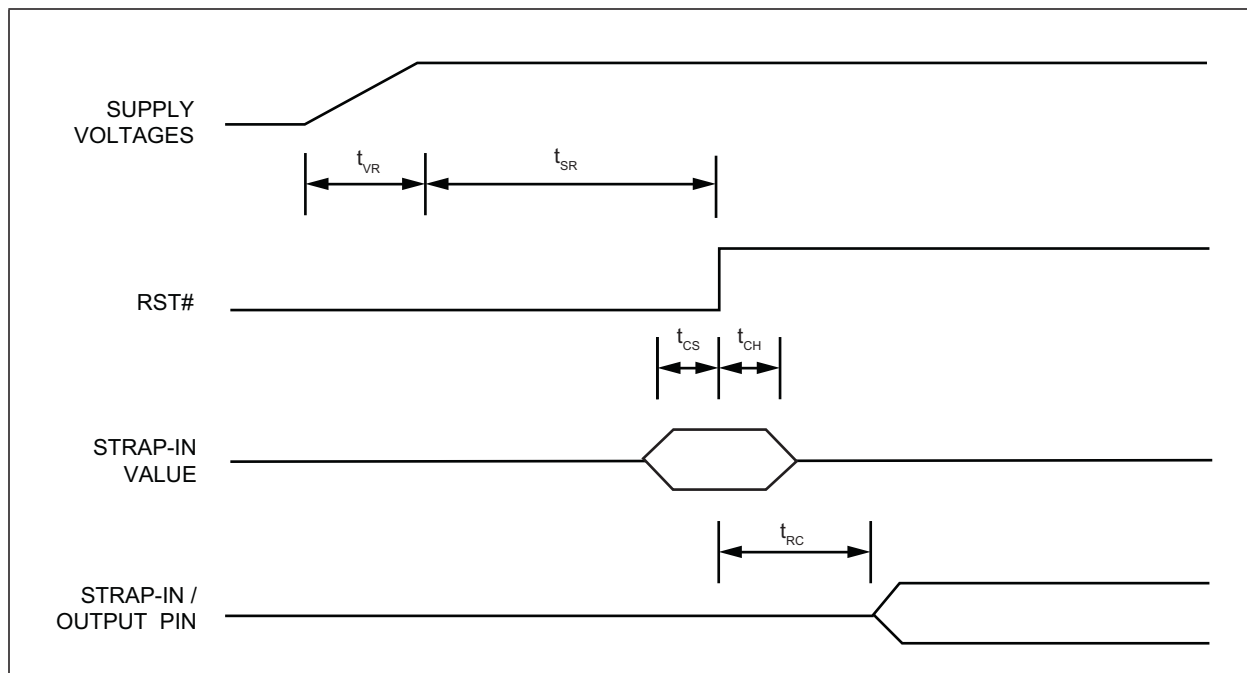 SUPPLY
VOLTAGES
tVR
tSR
RST#
tCS
tCH
STRAP-IN
VALUE
tRC
STRAP-IN /
OUTPUT PIN